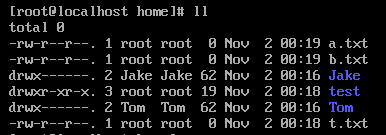 [root@localhost home]# ll
total 0
-rw-r--r--. 1 root root  0 Nov  2 00:19 a.txt
-rw-r--r--. 1 root root  0 Nov  2 00:19 b.txt
drwx------. 2 Jake Jake 62 Nov  2 00:16 Jake
drwxr-xr-x. 3 root root 19 Nov  2 00:18 test
drwx------. 2 Tom  Tom  62 Nov  2 00:16 Tom
-rw-r--r--. 1 root root  0 Nov  2 00:18 t.txt